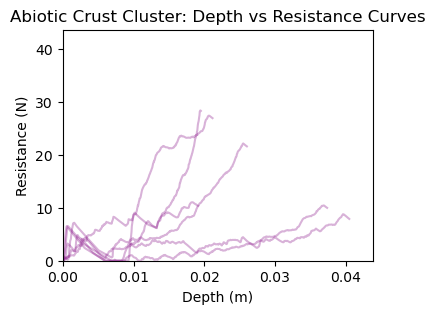 Abiotic Crust Cluster: Depth vs Resistance Curves
40
30
20
10
0
Resistance (N)
0.00 0.01 0.02 0.03 0.04
Depth (m)